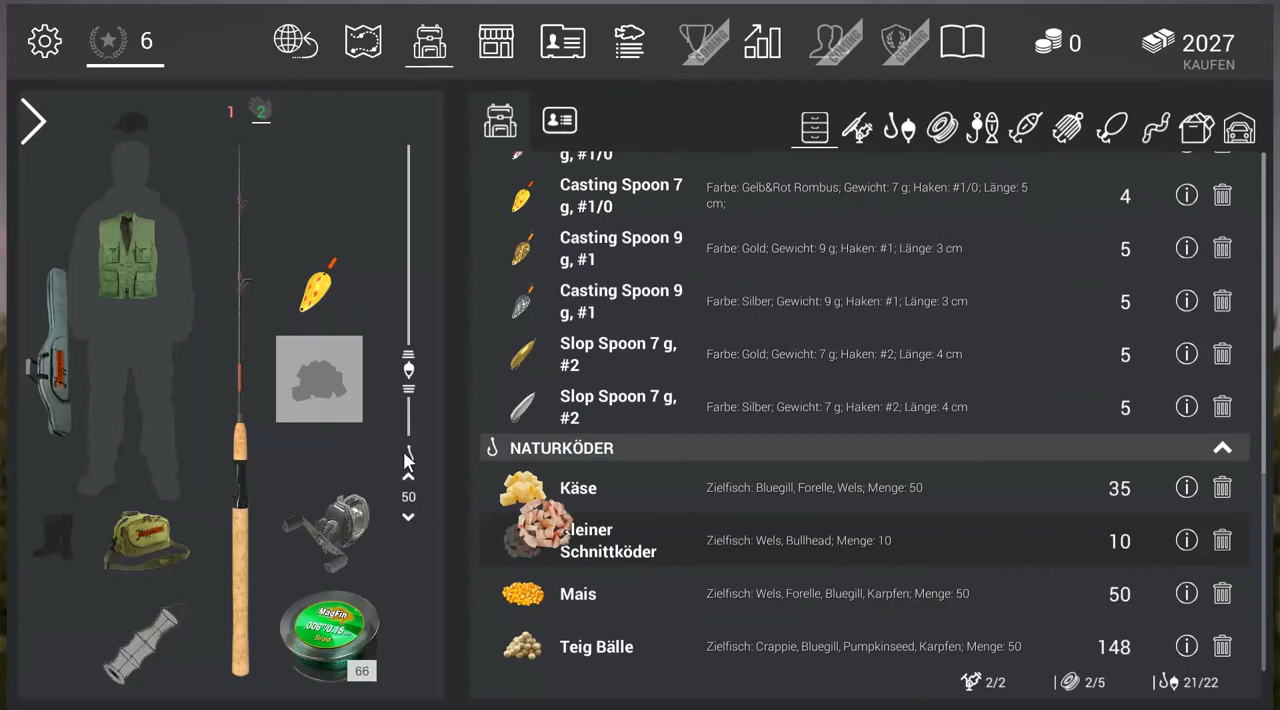 6
0
2027
KAUFEN
1
2
g, #1/0
Casting Spoon 7
g, #1/0
Farbe: Gelb&Rot Rombus; Gewicht: 7 g; Haken: #1/0; Länge: 5
cm;
4
Casting Spoon 9
g, #1
Farbe: Gold; Gewicht: 9 g; Haken: #1; Länge: 3 cm
5
Casting Spoon 9
g, #1
Farbe: Silber; Gewicht: 9 g; Haken: #1; Länge: 3 cm
5
Slop Spoon 7 g,
#2
Farbe: Gold; Gewicht: 7 g; Haken: #2; Länge: 4 cm
5
Slop Spoon 7 g,
#2
Farbe: Silber; Gewicht: 7 g; Haken: #2; Länge: 4 cm
5
NATURKÖDER
Käse
Zielfisch: Bluegill, Forelle, Wels; Menge: 50
35
Kleiner
Schnittköder
Zielfisch: Wels, Bullhead; Menge: 10
10
Mais
Zielfisch: Wels, Forelle, Bluegill, Karpfen; Menge: 50
50
Teig Bälle
Zielfisch: Crappie, Bluegill, Pumpkinseed, Karpfen; Menge: 50
148
50
MagFin
Braid
66
2/2
2/5
21/22